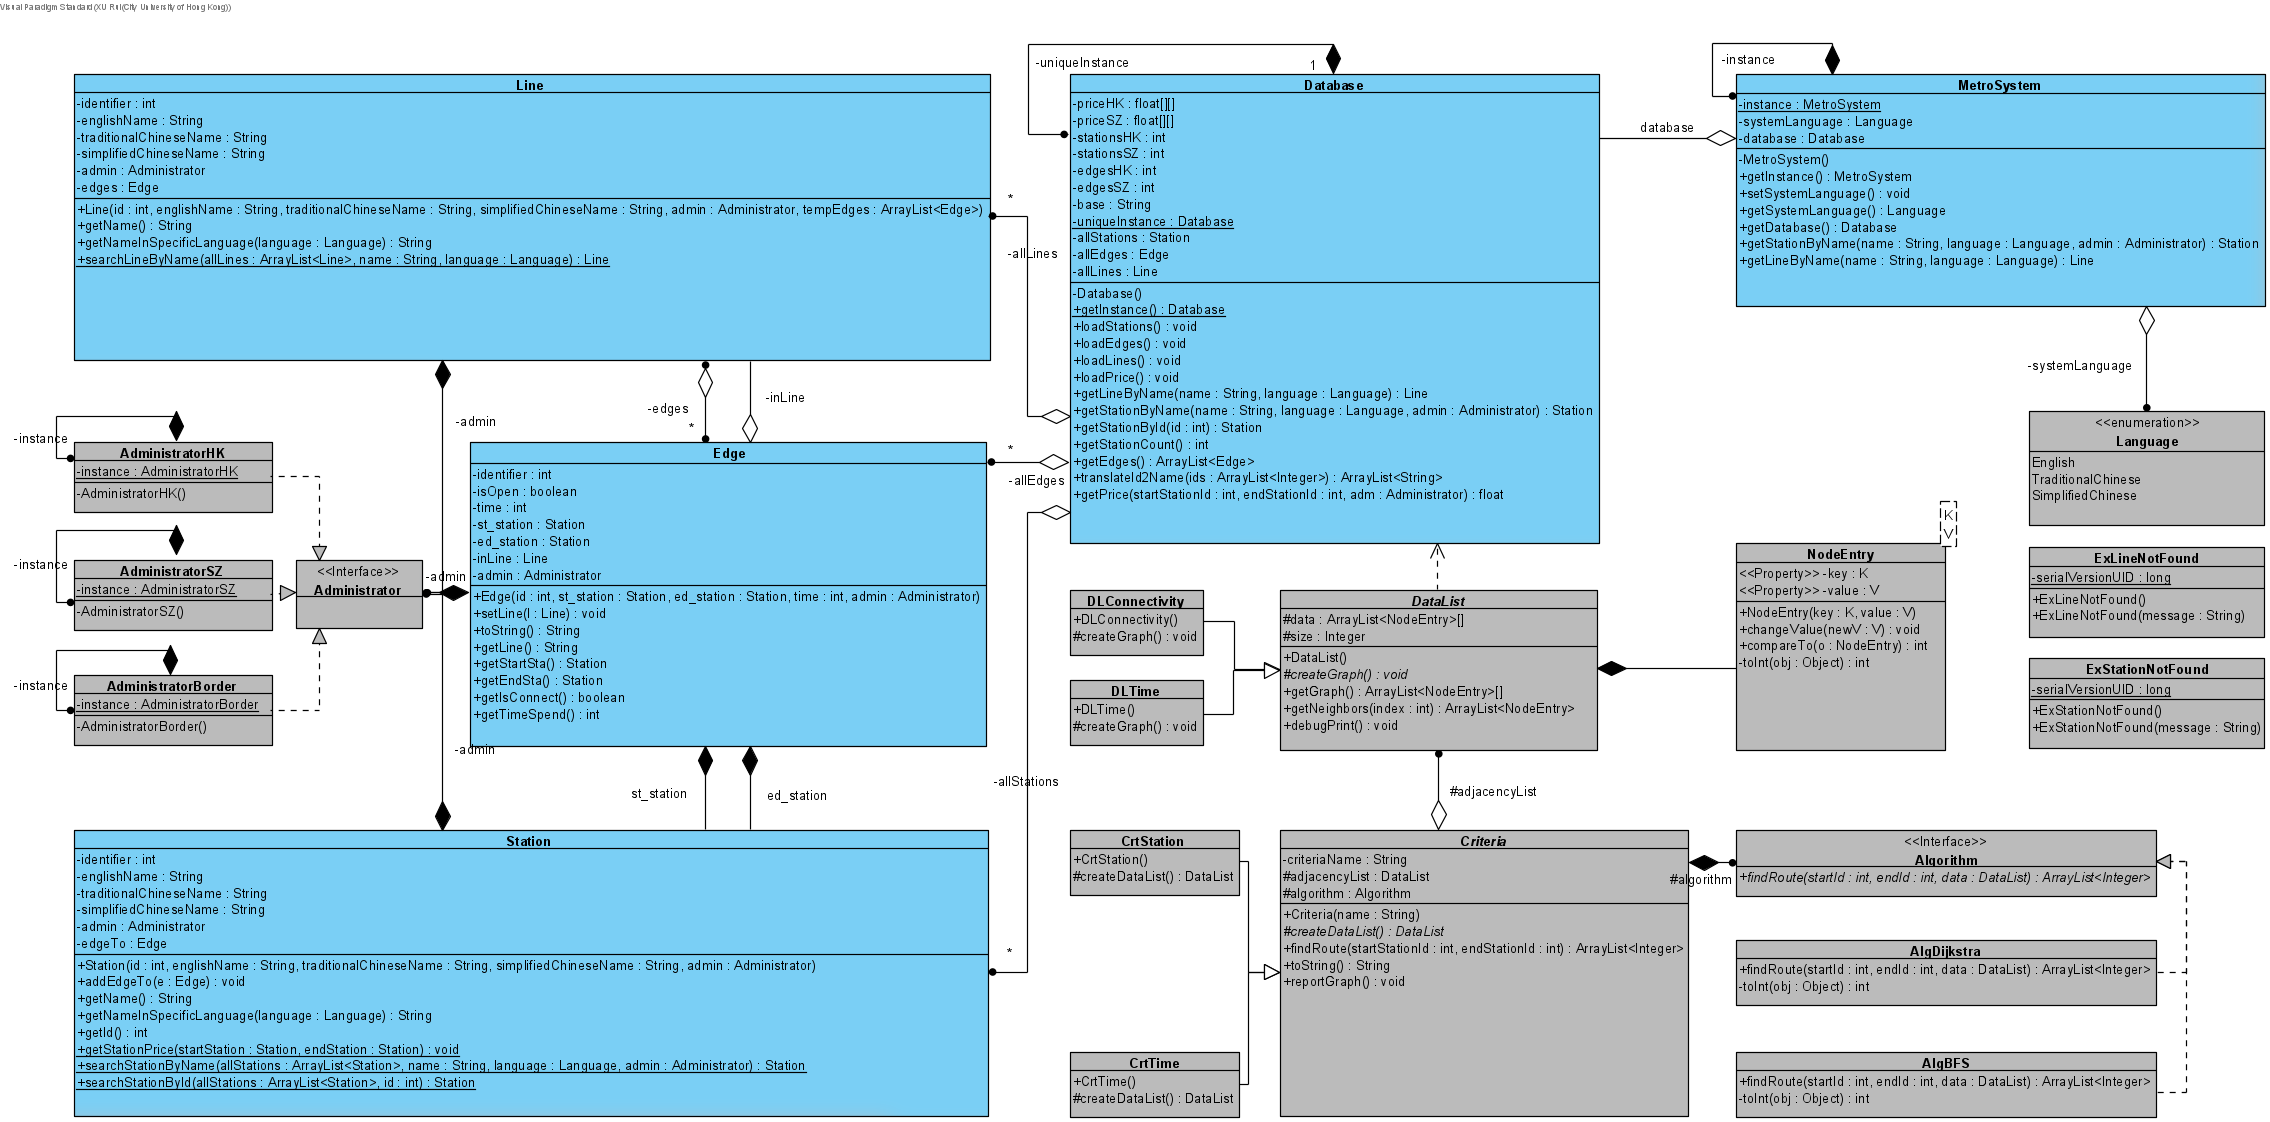 Visual Paradigm Standard(XU Rui(City University of Hong Kong))
Line
-identifier : int
-englishName : String
-traditionalChineseName : String
-simplifiedChineseName : String
-admin : Administrator
-edges : Edge
+Line(id : int, englishName : String, traditionalChineseName : String, simplifiedChineseName : String, admin : Administrator, tempEdges : ArrayList<Edge>)
+getName() : String
+getNameInSpecificLanguage(language : Language) : String
+searchLineByName(allLines : ArrayList<Line>, name : String, language : Language) : Line
-uniqueInstance
1
Database
-priceHK : float[][]
-priceSZ : float[][]
-stationsHK : int
-stationsSZ : int
-edgesHK : int
-edgesSZ : int
-base : String
-uniqueInstance : Database
-allStations : Station
-allEdges : Edge
-allLines : Line
-Database()
+getInstance() : Database
+loadStations() : void
+loadEdges() : void
+loadLines() : void
+loadPrice() : void
+getLineByName(name : String, language : Language) : Line
+getStationByName(name : String, language : Language, admin : Administrator) : Station
+getStationById(id : int) : Station
+getStationCount() : int
+getEdges() : ArrayList<Edge>
+translateId2Name(ids : ArrayList<Integer>) : ArrayList<String>
+getPrice(startStationId : int, endStationId : int, adm : Administrator) : float
-instance
database
MetroSystem
-instance : MetroSystem
-systemLanguage : Language
-database : Database
-MetroSystem()
+getInstance() : MetroSystem
+setSystemLanguage() : void
+getSystemLanguage() : Language
+getDatabase() : Database
+getStationByName(name : String, language : Language, admin : Administrator) : Station
+getLineByName(name : String, language : Language) : Line
*
-allLines
-systemLanguage
<<enumeration>>
Language
English
TraditionalChinese
SimplifiedChinese
-admin
-edges
*
-inLine
-instance
AdministratorHK
-instance : AdministratorHK
-AdministratorHK()
-instance
AdministratorSZ
-instance : AdministratorSZ
-AdministratorSZ()
-instance
AdministratorBorder
-instance : AdministratorBorder
-AdministratorBorder()
<<Interface>>
Administrator
-admin
-admin
Edge
-identifier : int
-isOpen : boolean
-time : int
-st_station : Station
-ed_station : Station
-inLine : Line
-admin : Administrator
+Edge(id : int, st_station : Station, ed_station : Station, time : int, admin : Administrator)
+setLine(l : Line) : void
+toString() : String
+getLine() : String
+getStartSta() : Station
+getEndSta() : Station
+getIsConnect() : boolean
+getTimeSpend() : int
*
-allEdges
st_station
ed_station
-allStations
*
DLConnectivity
+DLConnectivity()
#createGraph() : void
DLTime
+DLTime()
#createGraph() : void
DataList
#data : ArrayList<NodeEntry>[]
#size : Integer
+DataList()
#createGraph() : void
+getGraph() : ArrayList<NodeEntry>[]
+getNeighbors(index : int) : ArrayList<NodeEntry>
+debugPrint() : void
K
V
NodeEntry
<<Property>> -key : K
<<Property>> -value : V
+NodeEntry(key : K, value : V)
+changeValue(newV : V) : void
+compareTo(o : NodeEntry) : int
-toInt(obj : Object) : int
ExLineNotFound
-serialVersionUID : long
+ExLineNotFound()
+ExLineNotFound(message : String)
ExStationNotFound
-serialVersionUID : long
+ExStationNotFound()
+ExStationNotFound(message : String)
#adjacencyList
Station
-identifier : int
-englishName : String
-traditionalChineseName : String
-simplifiedChineseName : String
-admin : Administrator
-edgeTo : Edge
+Station(id : int, englishName : String, traditionalChineseName : String, simplifiedChineseName : String, admin : Administrator)
+addEdgeTo(e : Edge) : void
+getName() : String
+getNameInSpecificLanguage(language : Language) : String
+getId() : int
+getStationPrice(startStation : Station, endStation : Station) : void
+searchStationByName(allStations : ArrayList<Station>, name : String, language : Language, admin : Administrator) : Station
+searchStationById(allStations : ArrayList<Station>, id : int) : Station
CrtStation
+CrtStation()
#createDataList() : DataList
CrtTime
+CrtTime()
#createDataList() : DataList
Criteria
-criteriaName : String
#adjacencyList : DataList
#algorithm : Algorithm
+Criteria(name : String)
#createDataList() : DataList
+findRoute(startStationId : int, endStationId : int) : ArrayList<Integer>
+toString() : String
+reportGraph() : void
#algorithm
<<Interface>>
Algorithm
+findRoute(startId : int, endId : int, data : DataList) : ArrayList<Integer>
AlgDijkstra
+findRoute(startId : int, endId : int, data : DataList) : ArrayList<Integer>
-toInt(obj : Object) : int
AlgBFS
+findRoute(startId : int, endId : int, data : DataList) : ArrayList<Integer>
-toInt(obj : Object) : int